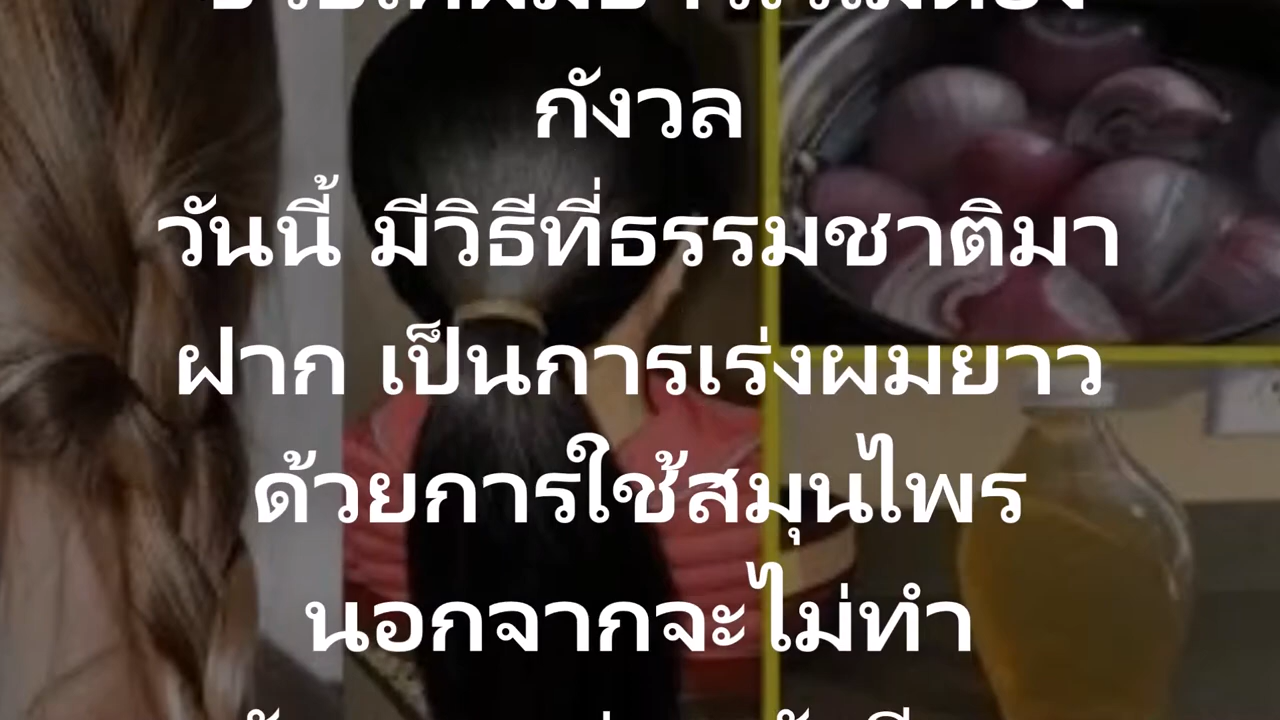 กังวล
วันนี้ มีวิธีที่ธรรมชาติมา
ฝาก เป็นการเร่งผมยาว
ด้วยการใช้สมุนไพร
นอกจากจะไม่ทำ